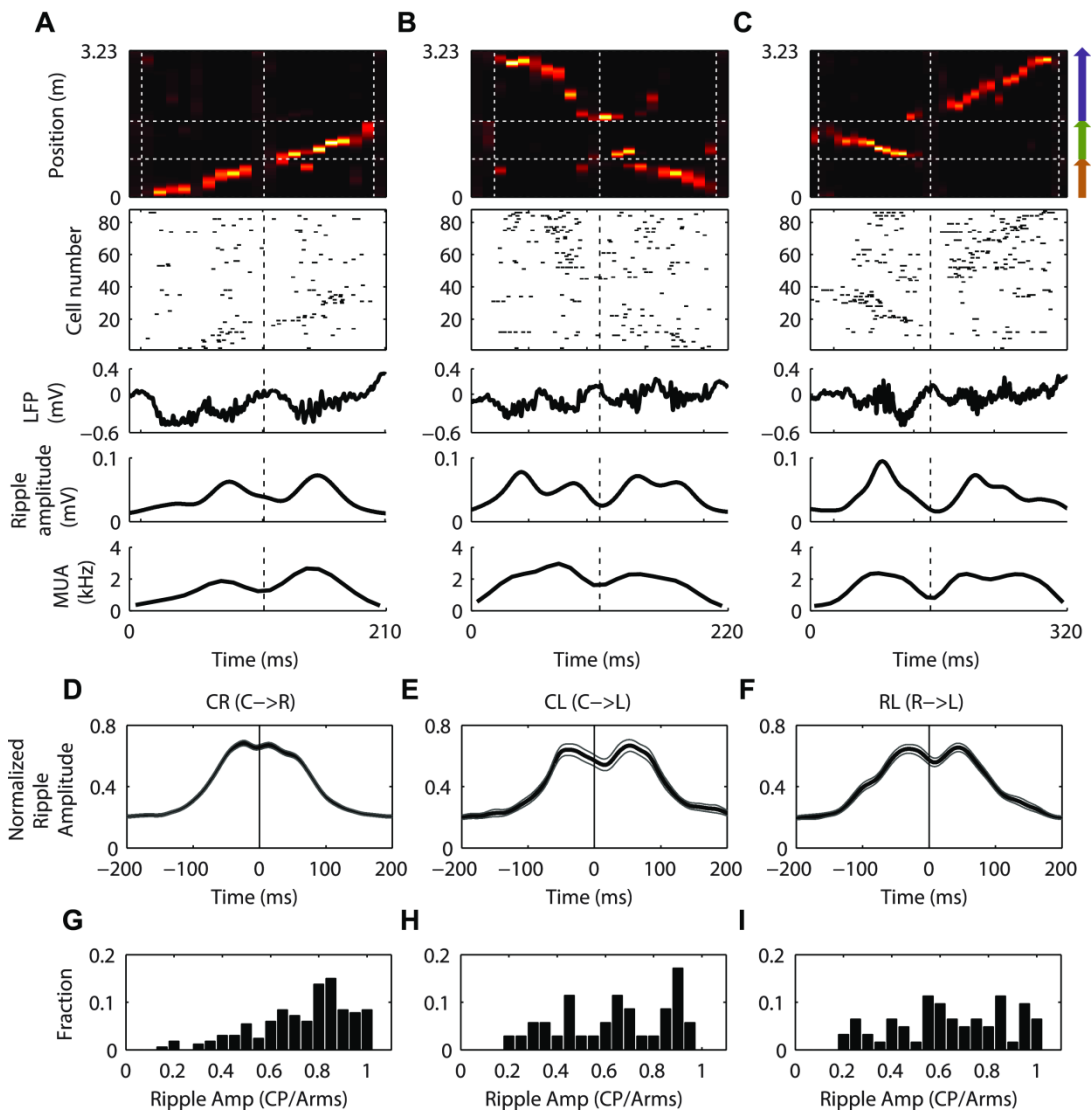 A
B
C
3.23
3.23
3.23
Position (m)
0
0
0
80
80
80
60
60
60
Cell number
40
40
40
20
20
20
0.4
0.4
0.4
0
0
0
LFP
(mV)
−0.6
−0.6
−0.6
0.1
0.1
0.1
Ripple
amplitude
(mV)
0
0
0
4
4
4
MUA
(kHz)
2
2
2
0
0
0
0
210
0
220
0
320
Time (ms)
Time (ms)
Time (ms)
D
CR (C−>R)
E
CL (C−>L)
F
RL (R−>L)
0.8
0.8
0.8
Normalized
Ripple
Amplitude
0.4
0.4
0.4
0
0
0
−200 −100 0 100 200
−200 −100 0 100 200
−200 −100 0 100 200
Time (ms)
Time (ms)
Time (ms)
G
H
I
0.2
0.2
0.2
Fraction
0.1
0.1
0.1
0
0
0
0 0.2 0.4 0.6 0.8 1
0 0.2 0.4 0.6 0.8 1
0 0.2 0.4 0.6 0.8 1
Ripple Amp (CP/Arms)
Ripple Amp (CP/Arms)
Ripple Amp (CP/Arms)